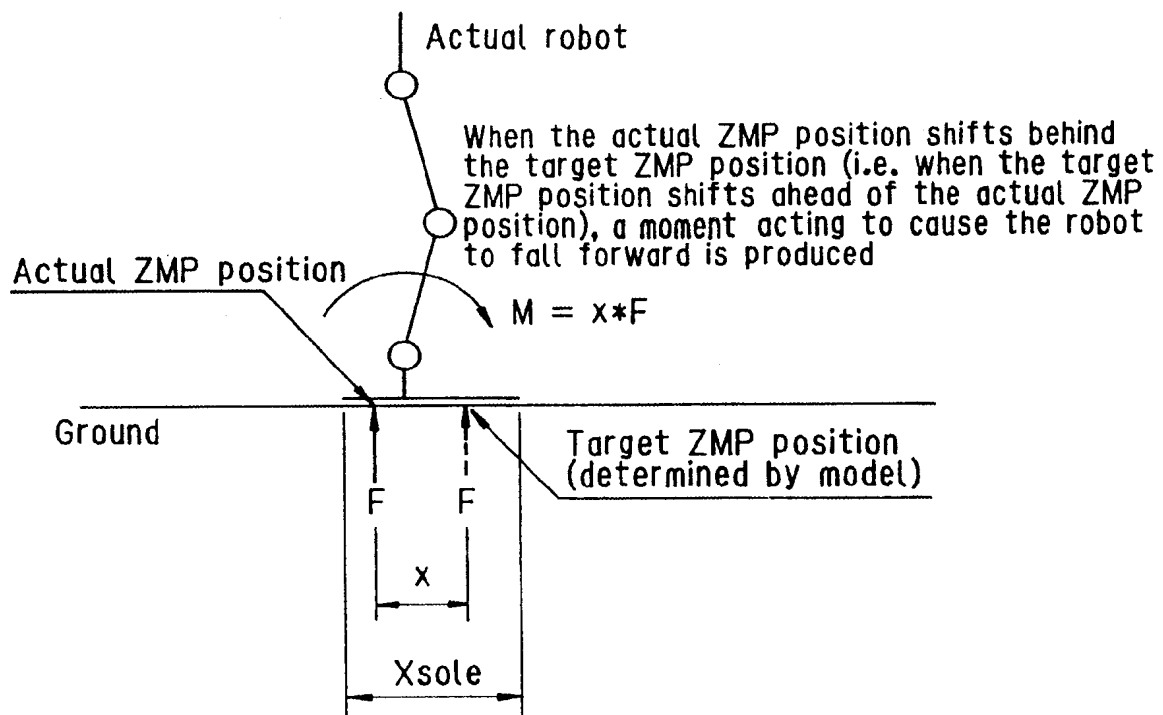 Actual robot
When the actual ZMP position shifts behind
the target ZMP position (i.e. when the target
ZMP position shifts ahead of the actual ZMP
position), a moment acting to cause the robot
to fall forward is produced
Actual ZMP position
M = x*F
Ground
Target ZMP position
(determined by model)
F F
x
Xsole